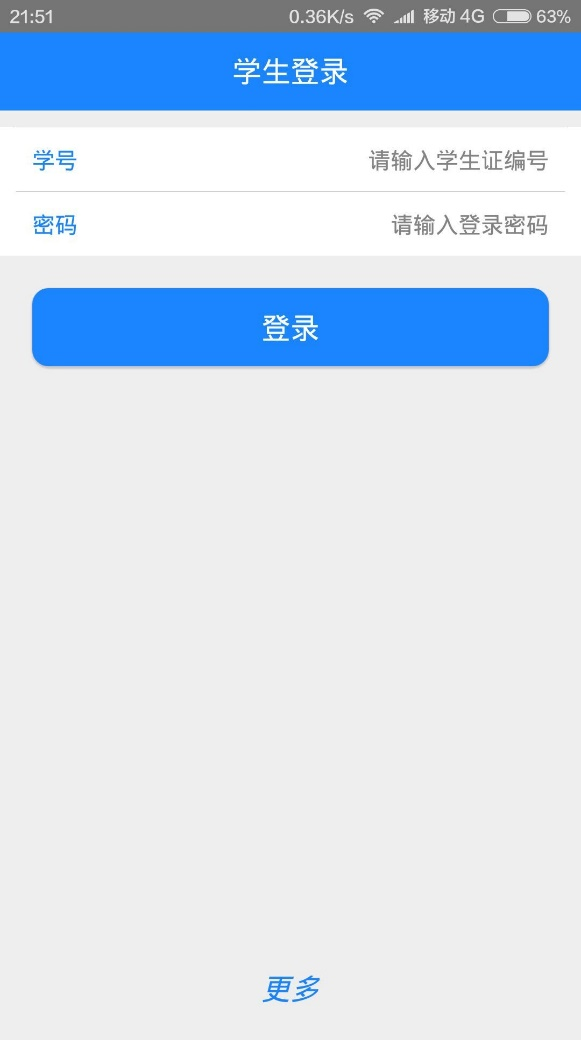 21:51 0.36K/s 移动 4G 63%
学生登录
学号 请输入学生证编号
密码 请输入登录密码
登录
更多